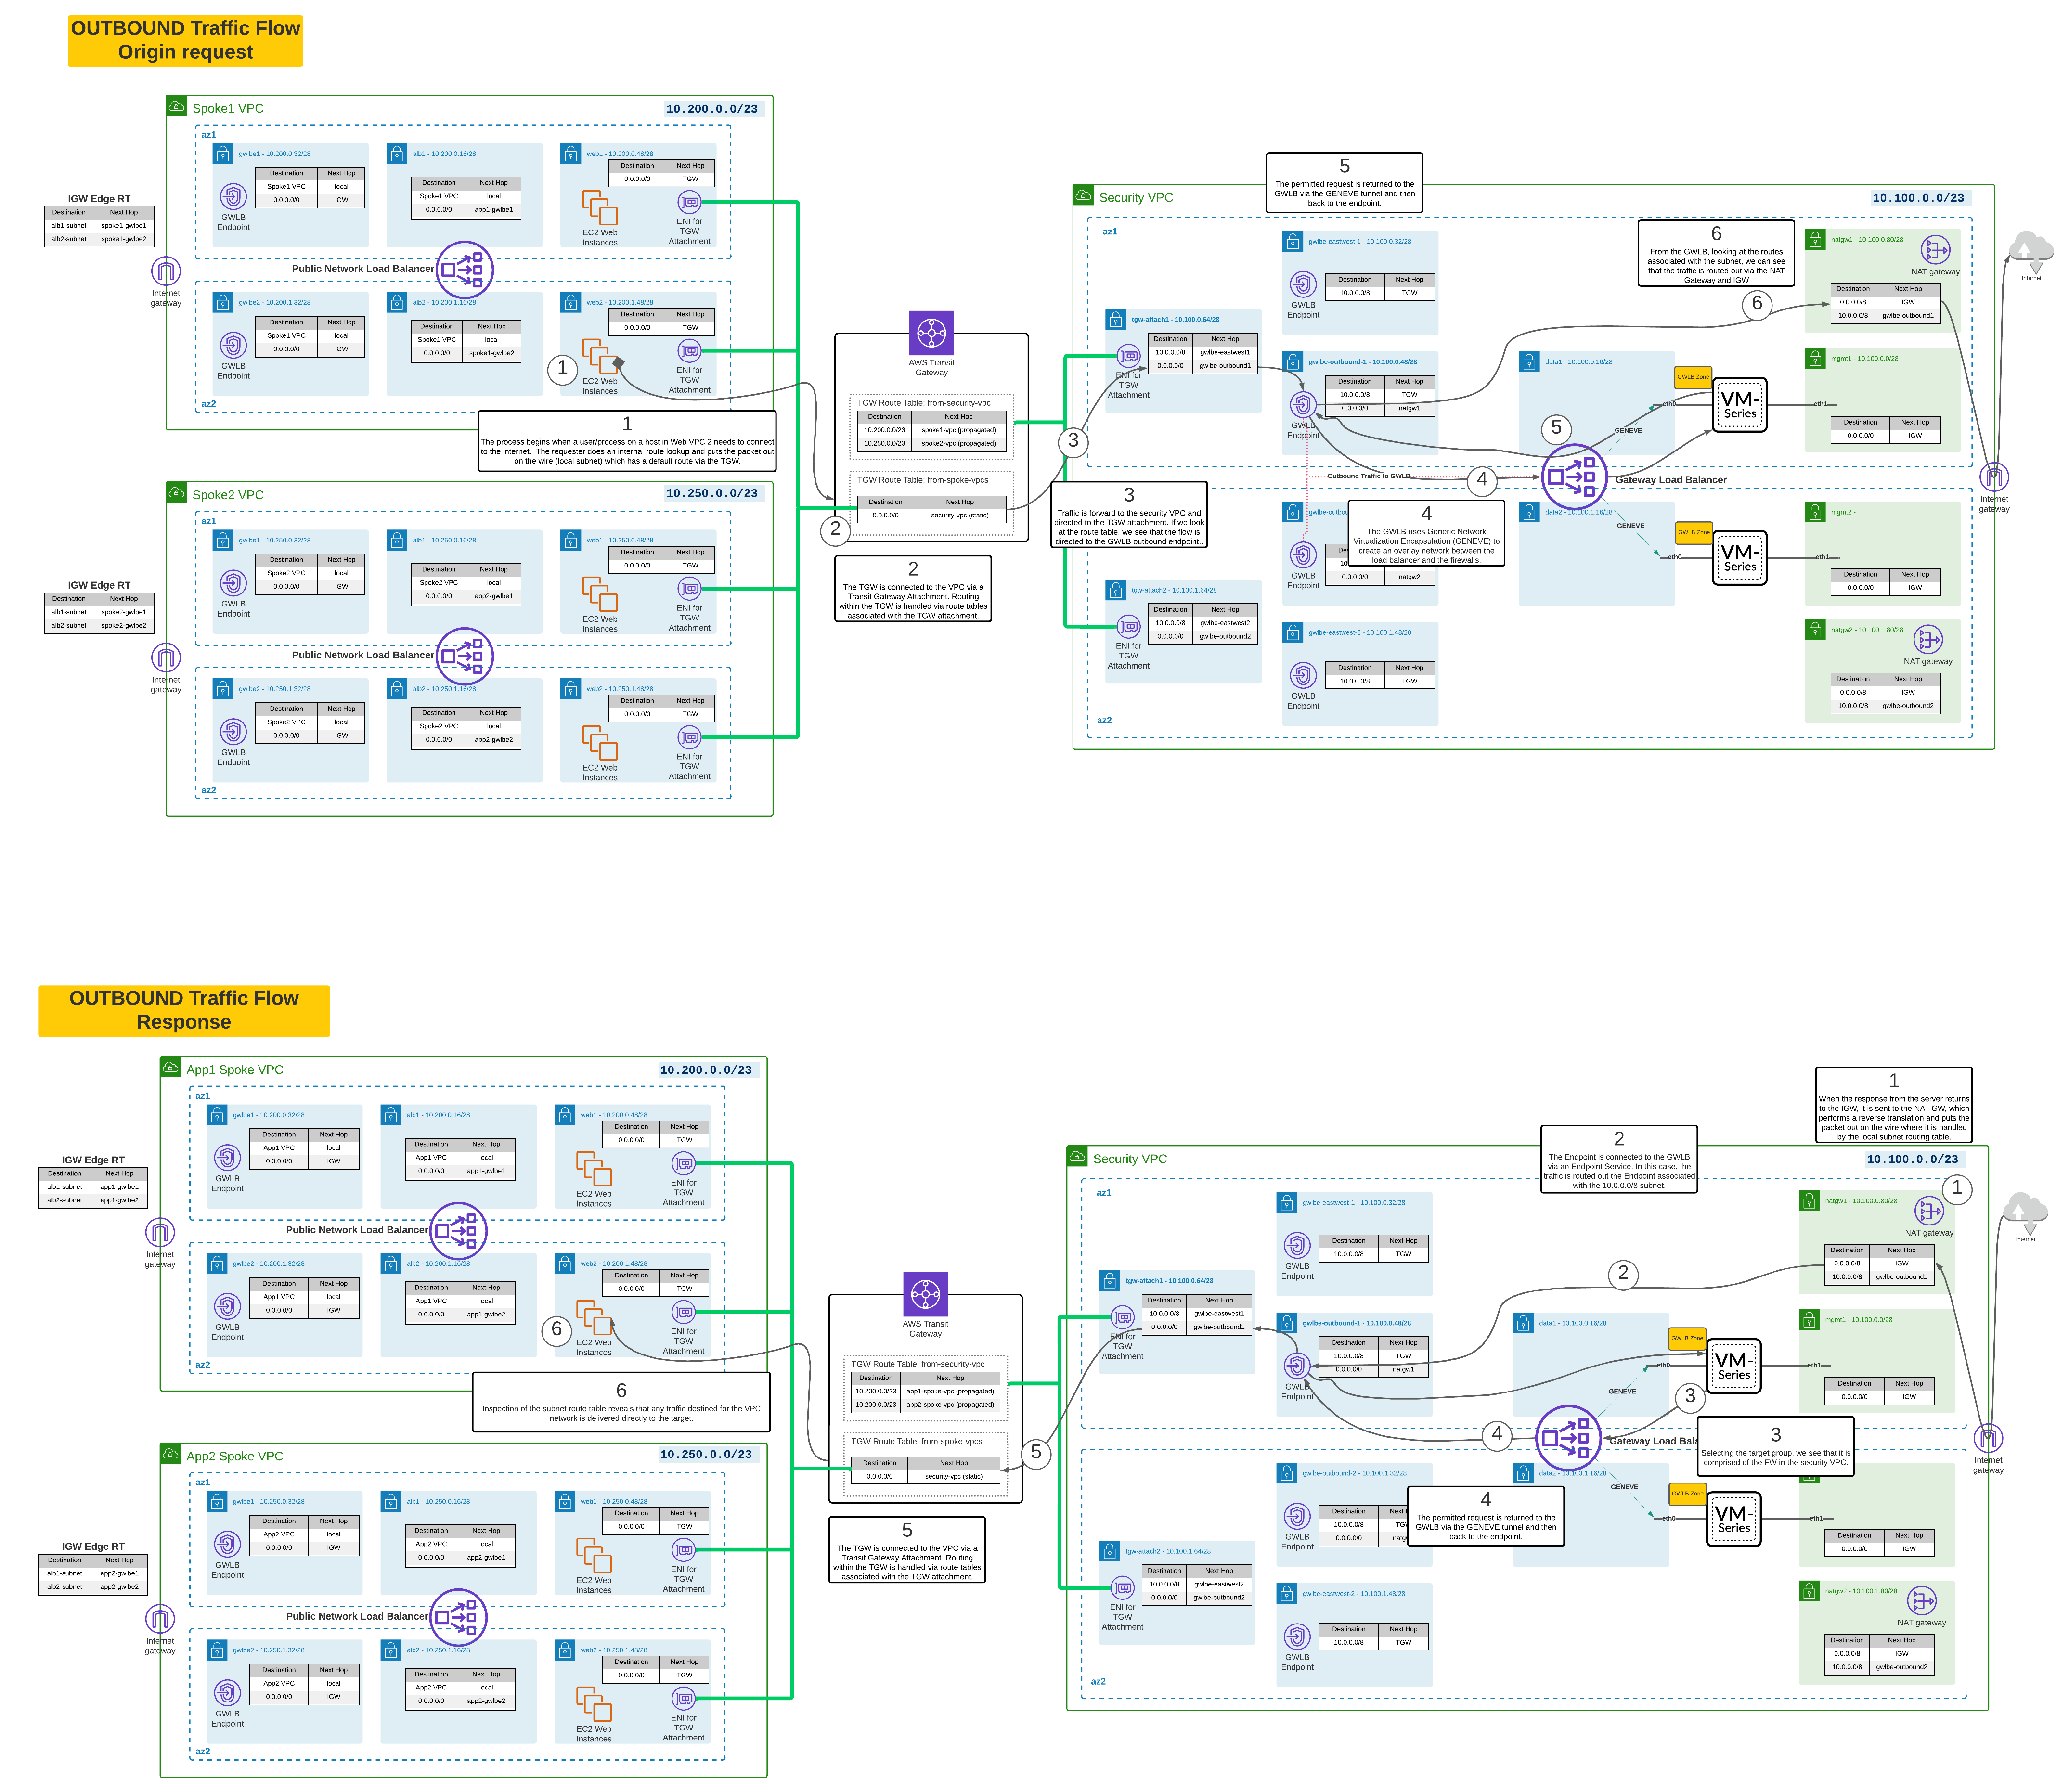 OUTBOUND Traffic Flow
Origin request
Spoke1 VPC
10.200.0.0/23
az1
gwlbe1 - 10.200.0.32/28
Destination Next Hop
Spoke1 VPC local
0.0.0.0/0 IGW
GWLB
Endpoint
alb1 - 10.200.0.16/28
Destination Next Hop
Spoke1 VPC local
0.0.0.0/0 app1-gwlbe1
web1 - 10.200.0.48/28
Destination Next Hop
0.0.0.0/0 TGW
EC2 Web
Instances
ENI for
TGW
Attachment
IGW Edge RT
Destination Next Hop
alb1-subnet spoke1-gwlbe1
alb2-subnet spoke1-gwlbe2
Internet
gateway
Public Network Load Balancer
gwlbe2 - 10.200.1.32/28
Destination Next Hop
Spoke1 VPC local
0.0.0.0/0 IGW
GWLB
Endpoint
alb2 - 10.200.1.16/28
Destination Next Hop
Spoke1 VPC local
0.0.0.0/0 spoke1-gwlbe2
web2 - 10.200.1.48/28
Destination Next Hop
0.0.0.0/0 TGW
1
EC2 Web
Instances
ENI for
TGW
Attachment
az2
1
The process begins when a user/process on a host in Web VPC 2 needs to connect
to the internet. The requester does an internal route lookup and puts the packet out
on the wire (local subnet) which has a default route via the TGW.
Spoke2 VPC
10.250.0.0/23
az1
gwlbe1 - 10.250.0.32/28
Destination Next Hop
Spoke2 VPC local
0.0.0.0/0 IGW
GWLB
Endpoint
alb1 - 10.250.0.16/28
Destination Next Hop
Spoke2 VPC local
0.0.0.0/0 app2-gwlbe1
web1 - 10.250.0.48/28
Destination Next Hop
0.0.0.0/0 TGW
EC2 Web
Instances
ENI for
TGW
Attachment
IGW Edge RT
Destination Next Hop
alb1-subnet spoke2-gwlbe1
alb2-subnet spoke2-gwlbe2
Internet
gateway
Public Network Load Balancer
gwlbe2 - 10.250.1.32/28
Destination Next Hop
Spoke2 VPC local
0.0.0.0/0 IGW
GWLB
Endpoint
alb2 - 10.250.1.16/28
Destination Next Hop
Spoke2 VPC local
0.0.0.0/0 app2-gwlbe2
web2 - 10.250.1.48/28
Destination Next Hop
0.0.0.0/0 TGW
EC2 Web
Instances
ENI for
TGW
Attachment
az2
AWS Transit
Gateway
TGW Route Table: from-security-vpc
Destination Next Hop
10.200.0.0/23 spoke1-vpc (propagated)
10.250.0.0/23 spoke2-vpc (propagated)
TGW Route Table: from-spoke-vpcs
Destination Next Hop
0.0.0.0/0 security-vpc (static)
2
2
The TGW is connected to the VPC via a
Transit Gateway Attachment. Routing
within the TGW is handled via route tables
associated with the TGW attachment.
3
3
Traffic is forward to the security VPC and
directed to the TGW attachment. If we look
at the route table, we see that the flow is
directed to the GWLB outbound endpoint..
5
The permitted request is returned to the
GWLB via the GENEVE tunnel and then
back to the endpoint.
Security VPC
10.100.0.0/23
az1
gwlbe-eastwest-1 - 10.100.0.32/28
Destination Next Hop
10.0.0.0/8 TGW
GWLB
Endpoint
6
From the GWLB, looking at the routes
associated with the subnet, we can see
that the traffic is routed out via the NAT
Gateway and IGW
6
natgw1 - 10.100.0.80/28
NAT gateway
Destination Next Hop
0.0.0.0/8 IGW
10.0.0.0/8 gwlbe-outbound1
Internet
tgw-attach1 - 10.100.0.64/28
Destination Next Hop
10.0.0.0/8 gwlbe-eastwest1
0.0.0.0/0 gwlbe-outbound1
ENI for
TGW
Attachment
gwlbe-outbound-1 - 10.100.0.48/28
Destination Next Hop
10.0.0.0/8 TGW
0.0.0.0/0 natgw1
GWLB
Endpoint
data1 - 10.100.0.16/28
GWLB Zone
eth0
VM-
Series
eth1
GENEVE
5
mgmt1 - 10.100.0.0/28
Destination Next Hop
0.0.0.0/0 IGW
Outbound Traffic to GWLB
4
Gateway Load Balancer
Internet
gateway
4
The GWLB uses Generic Network
Virtualization Encapsulation (GENEVE) to
create an overlay network between the
load balancer and the firewalls.
0.0.0.0/0 natgw2
GWLB
Endpoint
data2 - 10.100.1.16/28
GENEVE
GWLB Zone
eth0
VM-
Series
eth1
mgmt2 -
Destination Next Hop
0.0.0.0/0 IGW
tgw-attach2 - 10.100.1.64/28
Destination Next Hop
10.0.0.0/8 gwlbe-eastwest2
0.0.0.0/0 gwlbe-outbound2
ENI for
TGW
Attachment
gwlbe-eastwest-2 - 10.100.1.48/28
Destination Next Hop
10.0.0.0/8 TGW
GWLB
Endpoint
natgw2 - 10.100.1.80/28
NAT gateway
Destination Next Hop
0.0.0.0/8 IGW
10.0.0.0/8 gwlbe-outbound2
az2
OUTBOUND Traffic Flow
Response
App1 Spoke VPC
10.200.0.0/23
az1
gwlbe1 - 10.200.0.32/28
Destination Next Hop
App1 VPC local
0.0.0.0/0 IGW
GWLB
Endpoint
alb1 - 10.200.0.16/28
Destination Next Hop
App1 VPC local
0.0.0.0/0 app1-gwlbe1
web1 - 10.200.0.48/28
Destination Next Hop
0.0.0.0/0 TGW
EC2 Web
Instances
ENI for
TGW
Attachment
IGW Edge RT
Destination Next Hop
alb1-subnet app1-gwlbe1
alb2-subnet app1-gwlbe2
Internet
gateway
Public Network Load Balancer
gwlbe2 - 10.200.1.32/28
Destination Next Hop
App1 VPC local
0.0.0.0/0 IGW
GWLB
Endpoint
alb2 - 10.200.1.16/28
Destination Next Hop
App1 VPC local
0.0.0.0/0 app1-gwlbe2
web2 - 10.200.1.48/28
Destination Next Hop
0.0.0.0/0 TGW
6
EC2 Web
Instances
ENI for
TGW
Attachment
az2
6
Inspection of the subnet route table reveals that any traffic destined for the VPC
network is delivered directly to the target.
App2 Spoke VPC
10.250.0.0/23
az1
gwlbe1 - 10.250.0.32/28
Destination Next Hop
App2 VPC local
0.0.0.0/0 IGW
GWLB
Endpoint
alb1 - 10.250.0.16/28
Destination Next Hop
App2 VPC local
0.0.0.0/0 app2-gwlbe1
web1 - 10.250.0.48/28
Destination Next Hop
0.0.0.0/0 TGW
EC2 Web
Instances
ENI for
TGW
Attachment
IGW Edge RT
Destination Next Hop
alb1-subnet app2-gwlbe1
alb2-subnet app2-gwlbe2
Internet
gateway
Public Network Load Balancer
gwlbe2 - 10.250.1.32/28
Destination Next Hop
App2 VPC local
0.0.0.0/0 IGW
GWLB
Endpoint
alb2 - 10.250.1.16/28
Destination Next Hop
App2 VPC local
0.0.0.0/0 app2-gwlbe2
web2 - 10.250.1.48/28
Destination Next Hop
0.0.0.0/0 TGW
EC2 Web
Instances
ENI for
TGW
Attachment
az2
AWS Transit
Gateway
TGW Route Table: from-security-vpc
Destination Next Hop
10.200.0.0/23 app1-spoke-vpc (propagated)
10.200.0.0/23 app2-spoke-vpc (propagated)
TGW Route Table: from-spoke-vpcs
Destination Next Hop
0.0.0.0/0 security-vpc (static)
5
5
The TGW is connected to the VPC via a
Transit Gateway Attachment. Routing
within the TGW is handled via route tables
associated with the TGW attachment.
1
When the response from the server returns
to the IGW, it is sent to the NAT GW, which
performs a reverse translation and puts the
packet out on the wire where it is handled
by the local subnet routing table.
2
The Endpoint is connected to the GWLB
via an Endpoint Service. In this case, the
traffic is routed out the Endpoint associated
with the 10.0.0.0/8 subnet.
Security VPC
10.100.0.0/23
az1
gwlbe-eastwest-1 - 10.100.0.32/28
Destination Next Hop
10.0.0.0/8 TGW
GWLB
Endpoint
1
natgw1 - 10.100.0.80/28
NAT gateway
Destination Next Hop
0.0.0.0/8 IGW
10.0.0.0/8 gwlbe-outbound1
Internet
2
tgw-attach1 - 10.100.0.64/28
Destination Next Hop
10.0.0.0/8 gwlbe-eastwest1
0.0.0.0/0 gwlbe-outbound1
ENI for
TGW
Attachment
gwlbe-outbound-1 - 10.100.0.48/28
Destination Next Hop
10.0.0.0/8 TGW
0.0.0.0/0 natgw1
GWLB
Endpoint
data1 - 10.100.0.16/28
GWLB Zone
eth0
VM-
Series
eth1
GENEVE
3
mgmt1 - 10.100.0.0/28
Destination Next Hop
0.0.0.0/0 IGW
4
Gateway Load Bala
3
Selecting the target group, we see that it is
comprised of the FW in the security VPC.
Internet
gateway
gwlbe-outbound-2 - 10.100.1.32/28
Destination Next
10.0.0.0/8
0.0.0.0/0
GWLB
Endpoint
4
The permitted request is returned to the
GWLB via the GENEVE tunnel and then
back to the endpoint.
data2 - 10.100.1.16/28
GENEVE
GWLB Zone
eth0
VM-
Series
eth1
Destination Next Hop
0.0.0.0/0 IGW
tgw-attach2 - 10.100.1.64/28
Destination Next Hop
10.0.0.0/8 gwlbe-eastwest2
0.0.0.0/0 gwlbe-outbound2
ENI for
TGW
Attachment
gwlbe-eastwest-2 - 10.100.1.48/28
Destination Next Hop
10.0.0.0/8 TGW
GWLB
Endpoint
natgw2 - 10.100.1.80/28
NAT gateway
Destination Next Hop
0.0.0.0/8 IGW
10.0.0.0/8 gwlbe-outbound2
az2